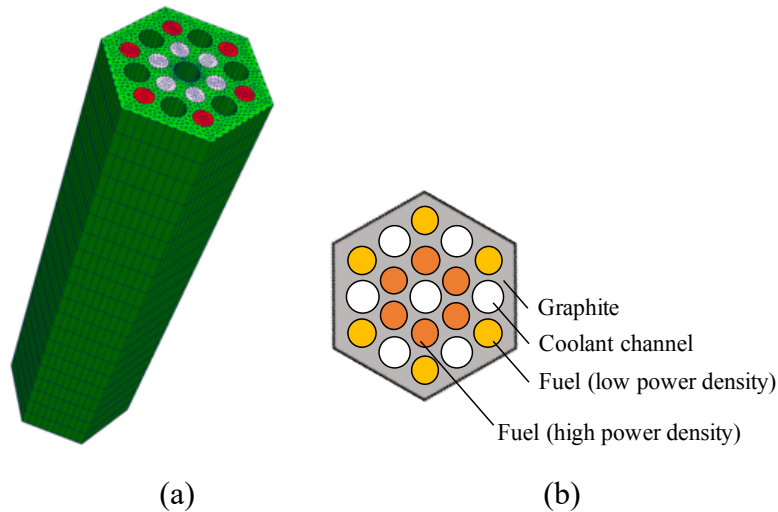 Graphite
Coolant channel
Fuel (low power density)
Fuel (high power density)
(a)
(b)